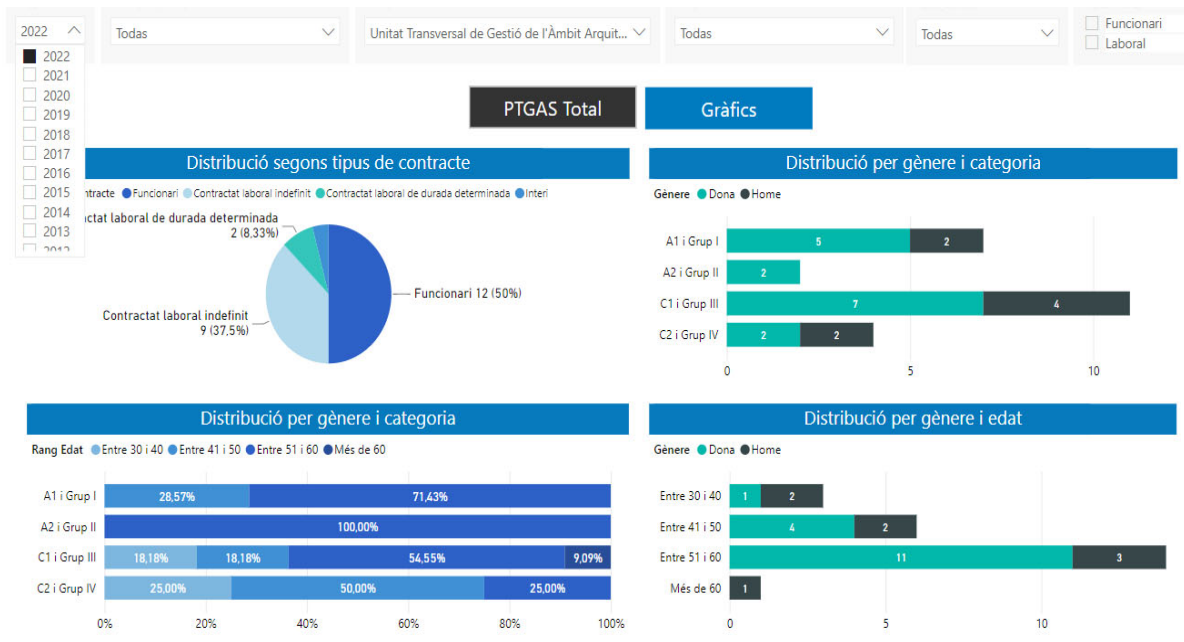 2022
Todas
Unitat Transversal de Gestió de l'Àmbit Arquit...
Todas
Todas
Funcionari
Laboral
2022
2021
2020
2019
2018
2017
2016
2015
2014
2013
PTGAS Total
Gràfics
Distribució segons tipus de contracte
Funcionari Contractat laboral indefinit Contractat laboral de durada determinada Interí
laboral de durada determinada
2 (8,33%)
Funcionari 12 (50%)
Contractat laboral indefinit
9 (37,5%)
Distribució per gènere i categoria
Gènere Dona Home
A1 i Grup I 5 2
A2 i Grup II 2
C1 i Grup III 7 4
C2 i Grup IV 2 2
0 5 10
Distribució per gènere i categoria
Rang Edat Entre 30 i 40 Entre 41 i 50 Entre 51 i 60 Més de 60
A1 i Grup I 28,57% 71,43%
A2 i Grup II 100,00%
C1 i Grup III 18,18% 18,18% 54,55% 9,09%
C2 i Grup IV 25,00% 50,00% 25,00%
0% 20% 40% 60% 80% 100%
Distribució per gènere i edat
Gènere Dona Home
Entre 30 i 40 1 2
Entre 41 i 50 4 2
Entre 51 i 60 11 3
Més de 60 1
0 5 10